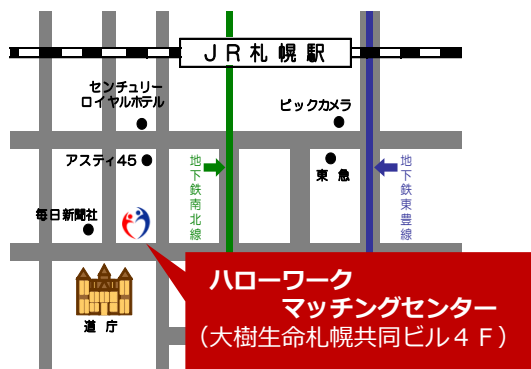 JR札幌駅
センチュリー
ロイヤルホテル
ビックカメラ
アスティ45
地下鉄南北線
東急
地下鉄東豊線
毎日新聞社
道庁
ハローワーク
マッチングセンター
（大樹生命札幌共同ビル４Ｆ）